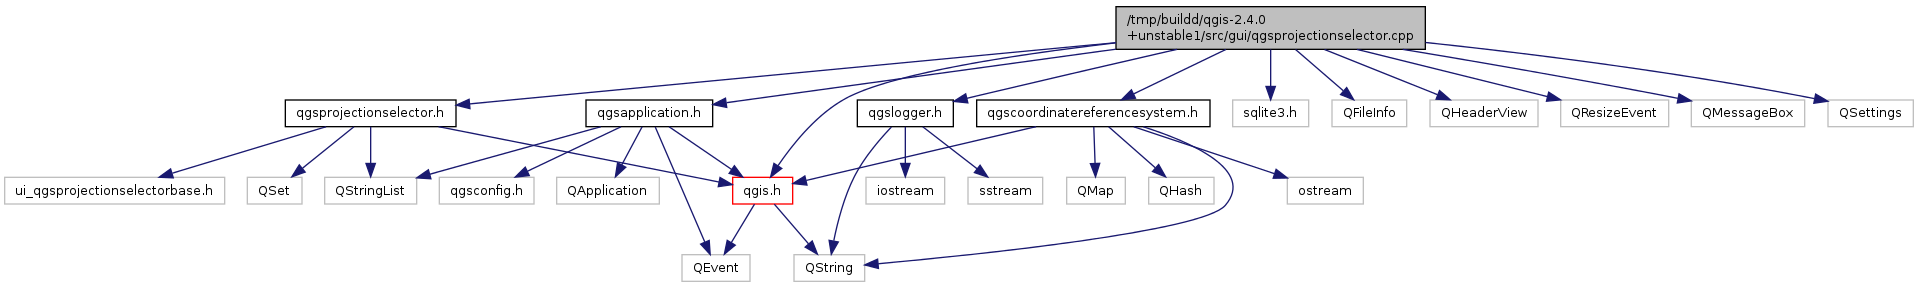 /tmp/buildd/qgis-2.4.0
+unstable1/src/gui/qgsprojectionselector.cpp
qgsprojectionselector.h
qgsapplication.h
qgslogger.h
qgscoordinatereferencesystem.h
sqlite3.h
QFileInfo
QHeaderView
QResizeEvent
QMessageBox
QSettings
ui_qgsprojectionselectorbase.h
QSet
QStringList
qgsconfig.h
QApplication
qgis.h
iostream
sstream
QMap
QHash
ostream
QEvent
QString